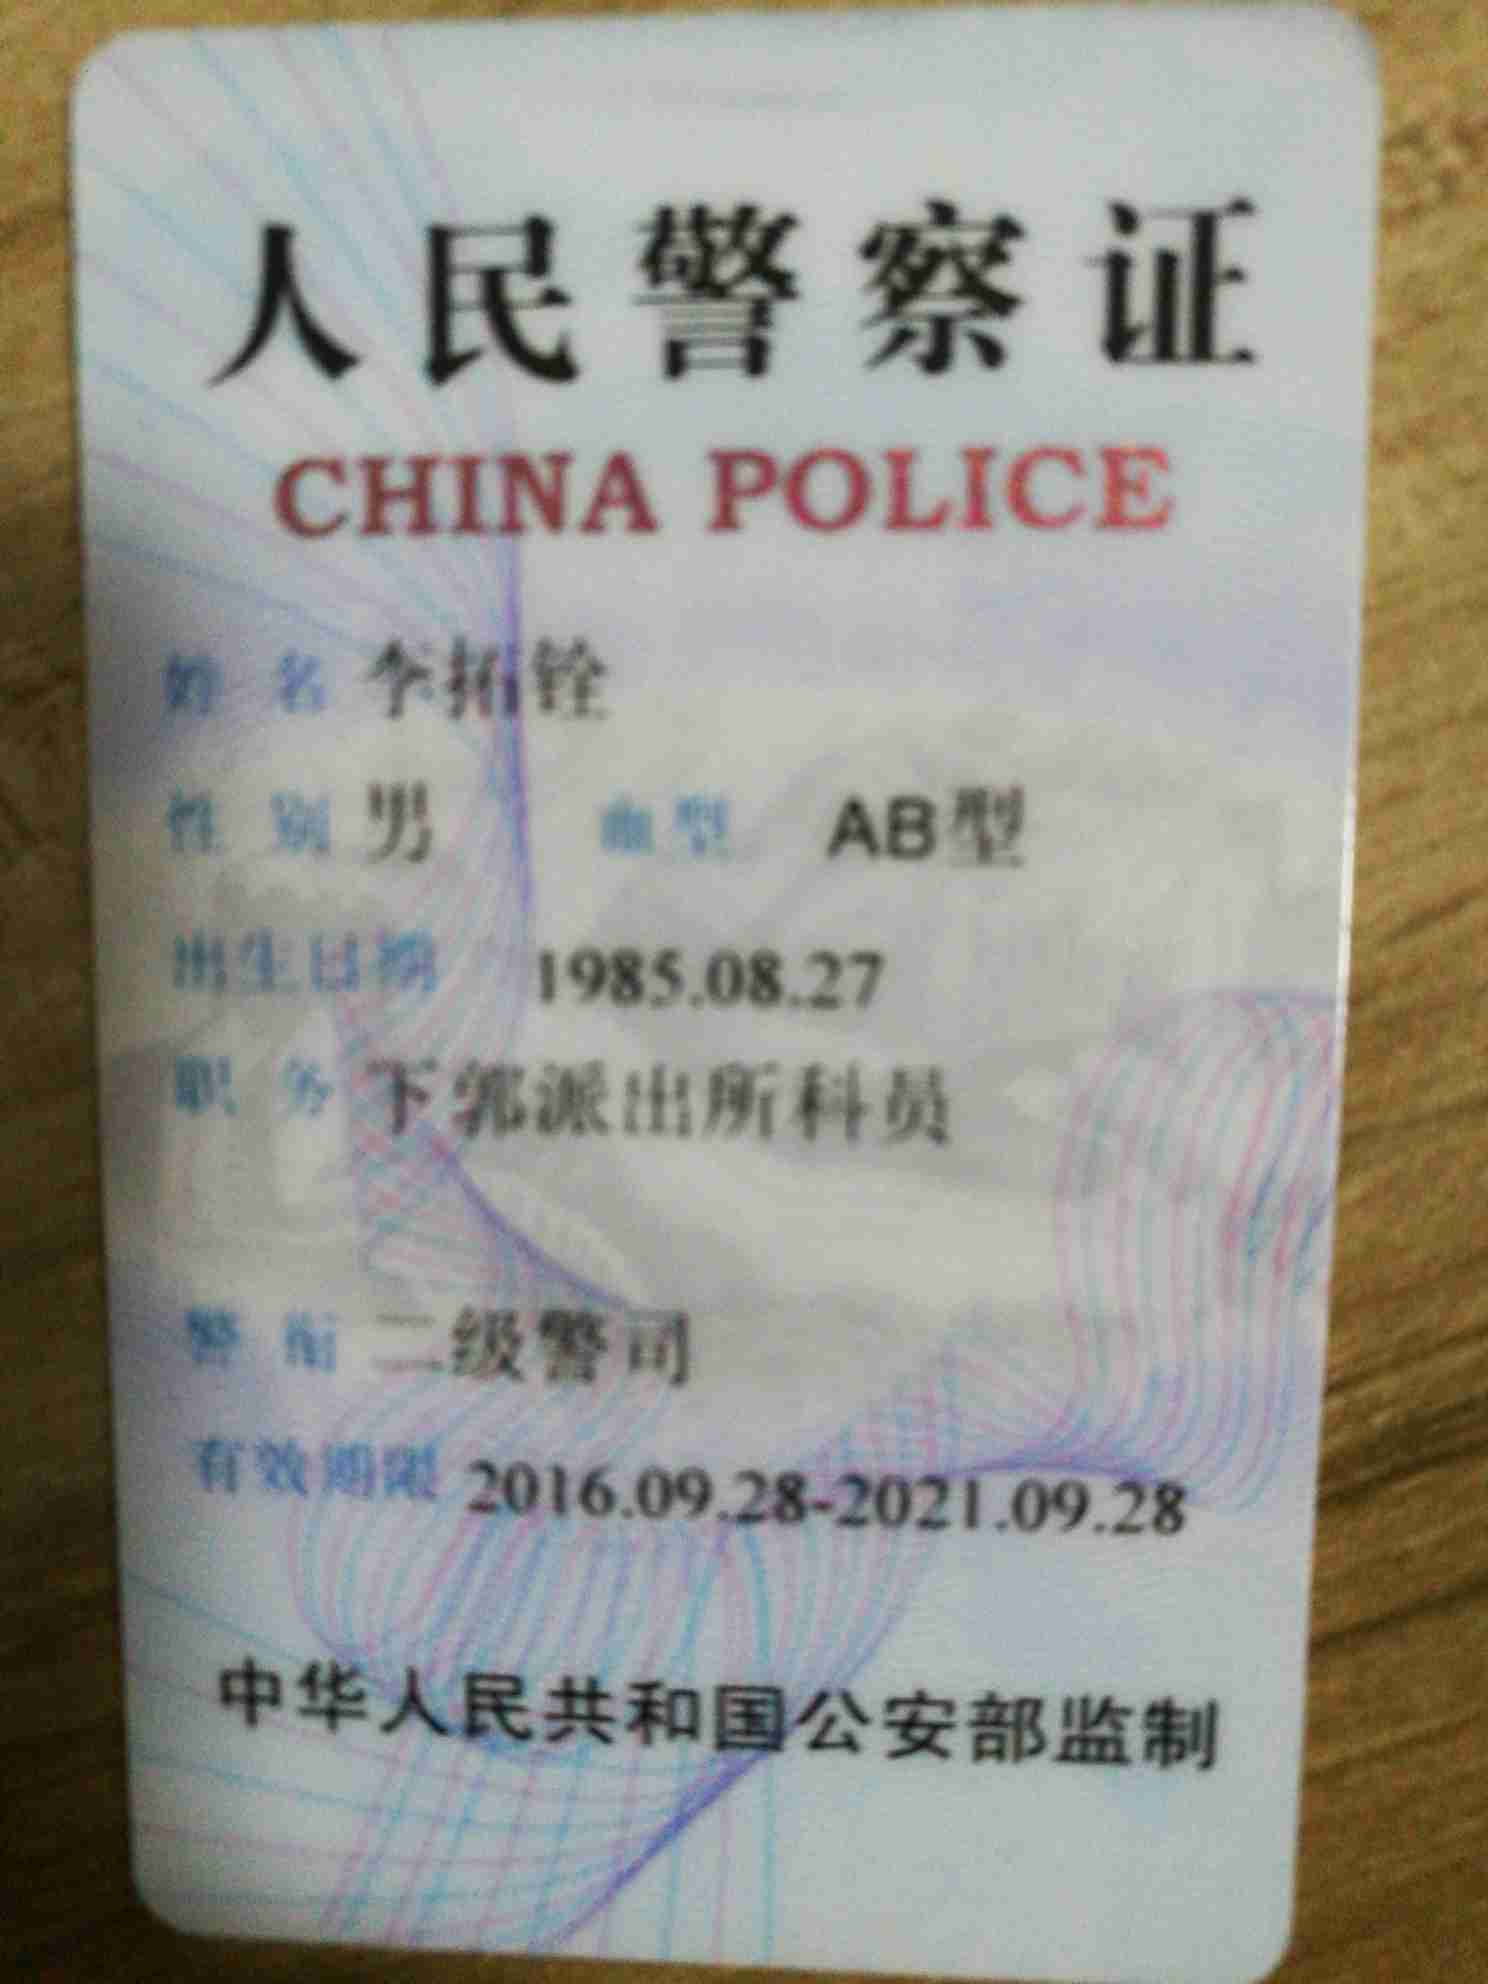 人民警察证
CHINA POLICE
姓名 李拓铨
性别 男 血型 AB型
出生日期 1985.08.27
职务 下郭派出所科员
警衔 二级警司
有效期限 2016.09.28-2021.09.28
中华人民共和国公安部监制